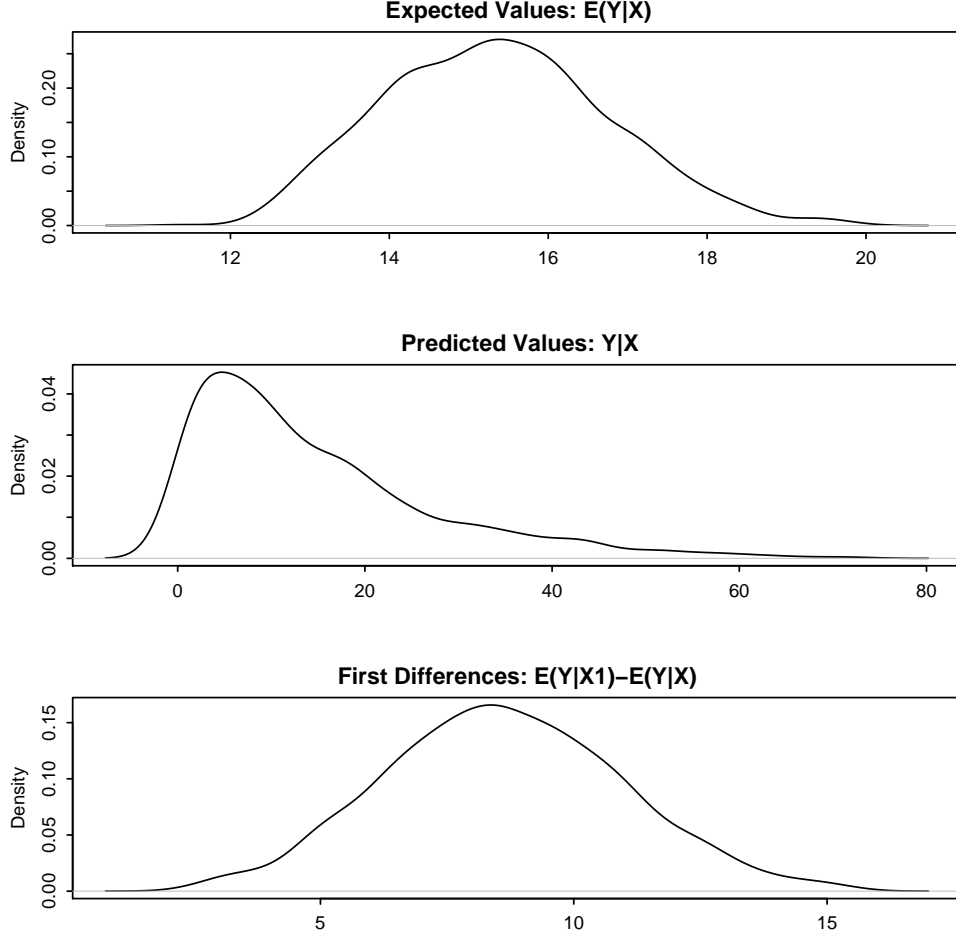 Expected Values: E(Y|X)
Density
0.00 0.10 0.20
12 14 16 18 20
Predicted Values: Y|X
Density
0.00 0.02 0.04
0 20 40 60 80
First Differences: E(Y|X1)−E(Y|X)
Density
0.00 0.05 0.10 0.15
5 10 15